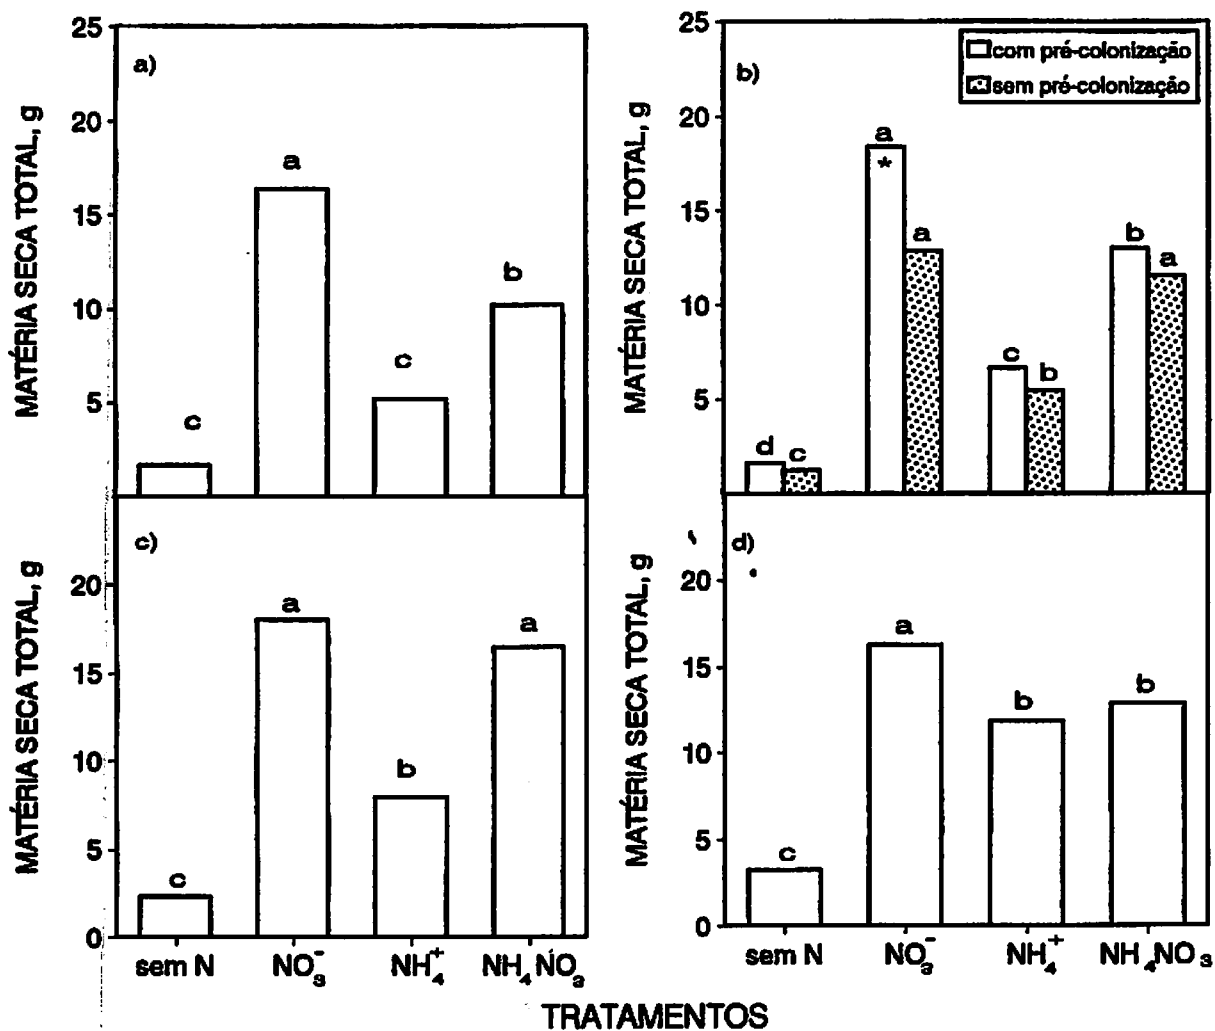 a)
MATÉRIA SECA TOTAL, g
25
20
15
10
5
c
a
c
b
b)
com pré-colonização
sem pré-colonização
MATÉRIA SECA TOTAL, g
25
20
15
10
5
d
c
a
*
a
c
b
b
a
c)
MATÉRIA SECA TOTAL, g
20
15
10
5
0
c
a
b
a
sem N
NO₃⁻
NH₄⁺
NH₄NO₃
d)
MATÉRIA SECA TOTAL, g
20
15
10
5
0
c
a
b
b
sem N
NO₃⁻
NH₄⁺
NH₄NO₃
TRATAMENTOS